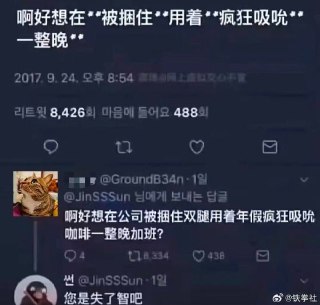 啊好想在**被捆住**用着**疯狂吸吮**
一整晚**
2017. 9. 24. 오후 8:54
리트윗 8,426회 마음에 들어요 488회
@GroundB34n · 1일
@JinSSSun 님에게 보내는 답글
啊好想在公司被捆住双腿用着年假疯狂吸吮
咖啡一整晚加班?
4 8,334 438
썬 @JinSSSun · 1일
您是失了智吧
@铁拳社